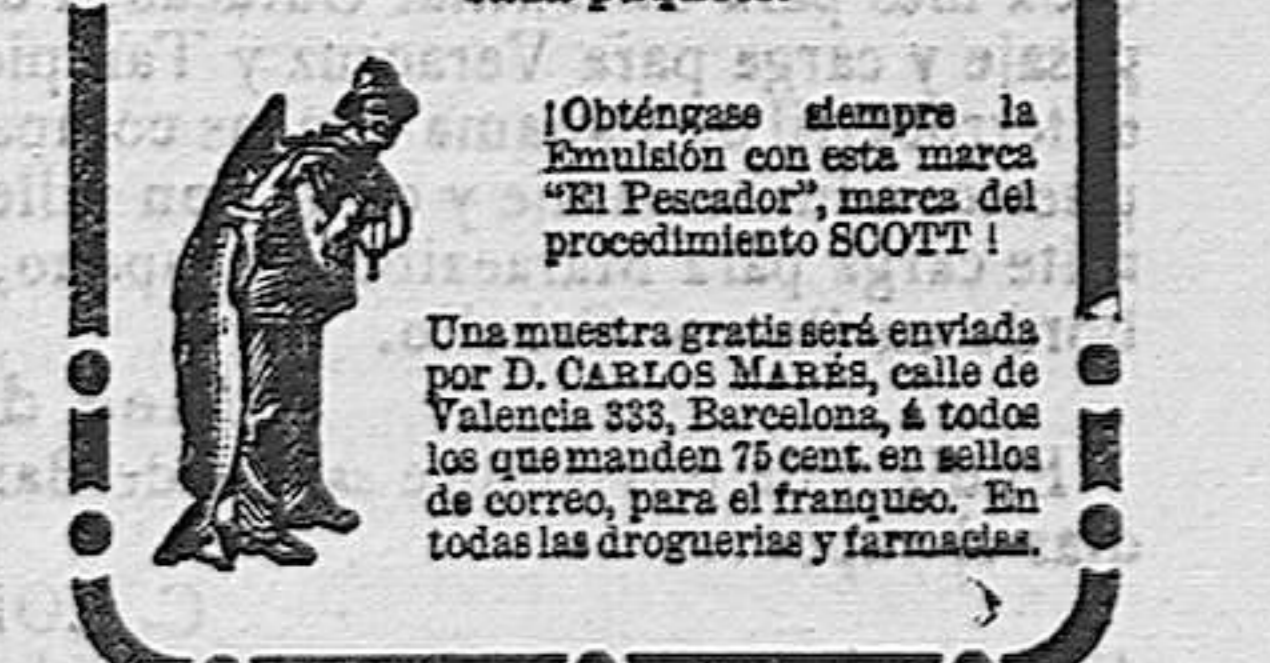 ¡Obténgase siempre la
Emulsión con esta marca
“El Pescador”, marca del
procedimiento SCOTT !
Una muestra gratis será enviada
por D. CARLOS MARÉS, calle de
Valencia 333, Barcelona, á todos
los que manden 75 cent. en sellos
de correo, para el franqueo. En
todas las droguerias y farmacias.